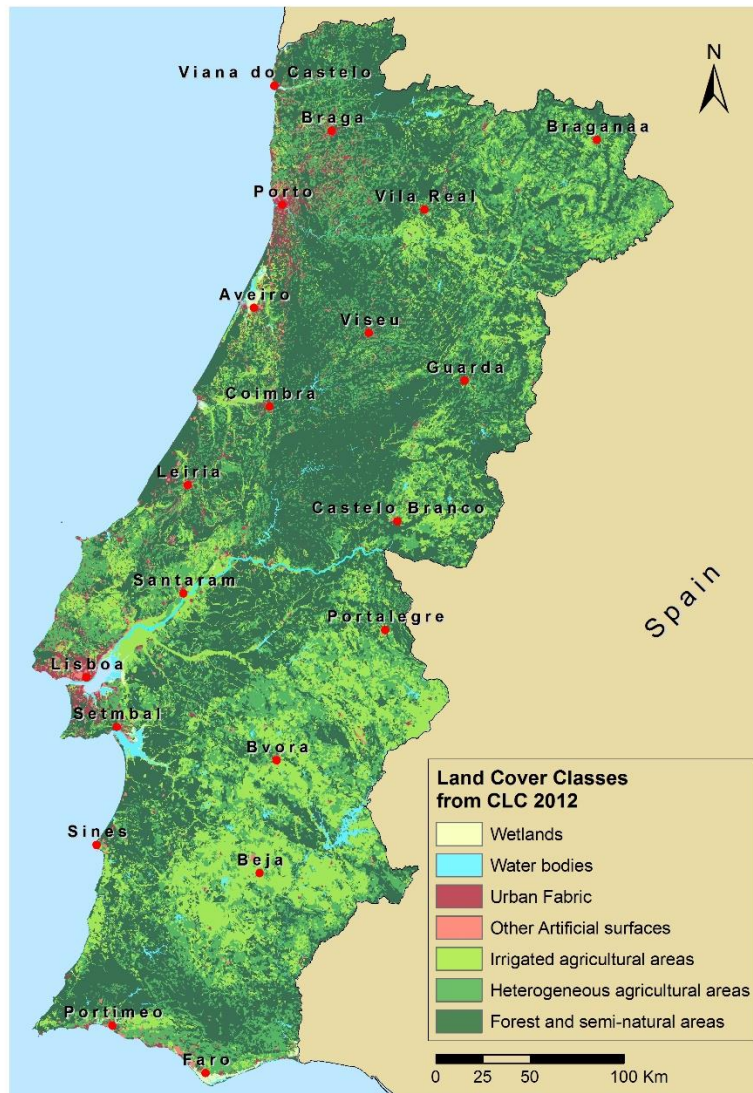 N
Viana do Castelo
Braga
Braganaa
Porto
Vila Real
Aveiro
Viseu
Guarda
Coimbra
Leiria
Castelo Branco
Santaram
Portalegre
Spain
Lisboa
Setmbal
Bvora
Sines
Beja
Portimeo
Faro
Land Cover Classes
from CLC 2012
Wetlands
Water bodies
Urban Fabric
Other Artificial surfaces
Irrigated agricultural areas
Heterogeneous agricultural areas
Forest and semi-natural areas
0 25 50 100 Km